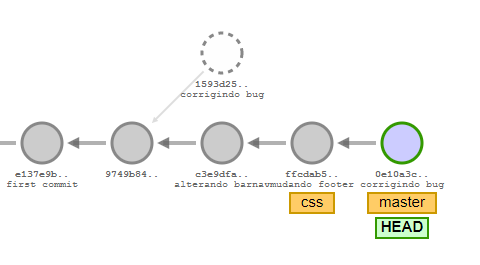 1593d25..
corrigindo bug
e137e9b.. 9749b84.. c3e9dfa.. ffcdab5.. 0e10a3c..
first commit alterando barnav mudando footer corrigindo bug
css master
HEAD